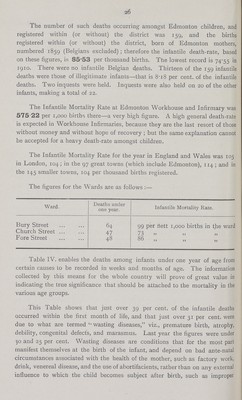 26
The number of such deaths occurring amongst Edmonton children, and
registered within (or without) the district was 159, and the births
registered within (or without) the district, born of Edmonton mothers,
numbered 1859 (Belgians excluded); therefore the infantile death-rate, based
on these figures, is 85·53 per thousand births. The lowest record is 74·55 in
1910. There were no infantile Belgian deaths. Thirteen of the 159 infantile
deaths were those of illegitimate infants—that is 8·18 per cent. of the infantile
deaths. Two inquests were held. Inquests were also held on 20 of the other
infants, making a total of 22.
The Infantile Mortality Rate at Edmonton Workhouse and Infirmary was
575·22 per 1,000 births there—a very high figure. A high general death-rate
is expected in Workhouse Infirmaries, because they are the last resort of those
without money and without hope of recovery; but the same explanation cannot
be accepted for a heavy death-rate amongst children.
The Infantile Mortality Rate for the year in England and Wales was 105
in London, 104; in the 97 great towns (which include Edmonton), 114; and in
the 145 smaller towns, 104 per thousand births registered.
The figures for the Wards are as follows :—
Ward. Deaths under one year. Infantile Mortality Rate.
Bury Street ... ... 64 99 per nett 1,000 births in the ward
Church Street ... ... 47 73 „ „ „
Fore Street ... ... 48 86 „ „ „
Table IV. enables the deaths among infants under one year of age from
certain causes to be recorded in weeks and months of age. The information
collected by this means for the whole country will prove of great value in
indicating the true significance that should be attached to the mortality in the
various age groups.
This Table shows that just over 39 per cent. of the infantile deaths
occurred within the first month of life, and that just over 31 per cent. were
due to what are termed “wasting diseases,” viz., premature birth, atrophy,
debility, congenital defects, and marasmus. Last year the figures were under
30 and 25 per cent. Wasting diseases are conditions that for the most part
manifest themselves at the birth of the infant, and depend on bad ante-natal
circumstances associated with the health of the mother, such as factory work,
drink, venereal disease, and the use of abortifacients, rather than on any external
influence to which the child becomes subject after birth, such as improper